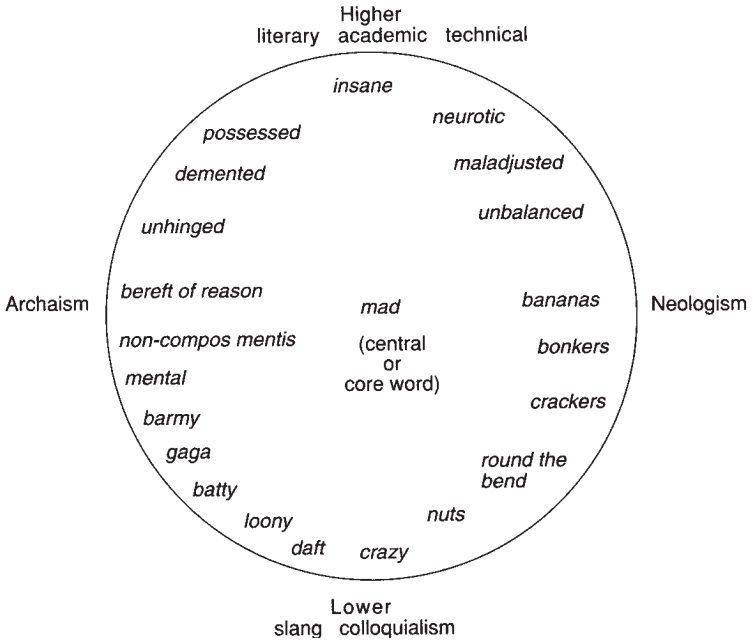 Higher
literary academic technical
insane
neurotic
possessed
maladjusted
demented
unbalanced
unhinged
bereft of reason
Archaism
mad
bananas
Neologism
non-compos mentis
(central
or
core word)
bonkers
mental
crackers
barmy
gaga
round the
bend
batty
nuts
loony
daft
crazy
Lower
slang colloquialism